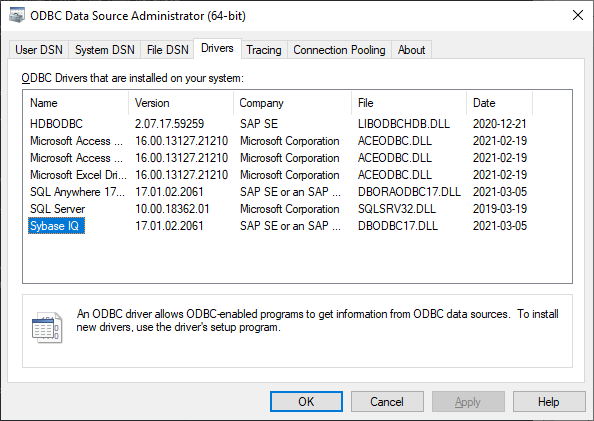 ODBC Data Source Administrator (64-bit)
User DSN System DSN File DSN Drivers Tracing Connection Pooling About
ODBC Drivers that are installed on your system:
Name Version Company File Date
HDBODBC 2.07.17.59259 SAP SE LIBODBCHDB.DLL 2020-12-21
Microsoft Access ... 16.00.13127.21210 Microsoft Corporation ACEODBC.DLL 2021-02-19
Microsoft Access ... 16.00.13127.21210 Microsoft Corporation ACEODBC.DLL 2021-02-19
Microsoft Excel Dri... 16.00.13127.21210 Microsoft Corporation ACEODBC.DLL 2021-02-19
SQL Anywhere 17... 17.01.02.2061 SAP SE or an SAP ... DBORAODBC17.DLL 2021-03-05
SQL Server 10.00.18362.01 Microsoft Corporation SQLSRV32.DLL 2019-03-19
Sybase IQ 17.01.02.2061 SAP SE or an SAP ... DBODBC17.DLL 2021-03-05
An ODBC driver allows ODBC-enabled programs to get information from ODBC data sources. To install
new drivers, use the driver's setup program.
OK Cancel Apply Help